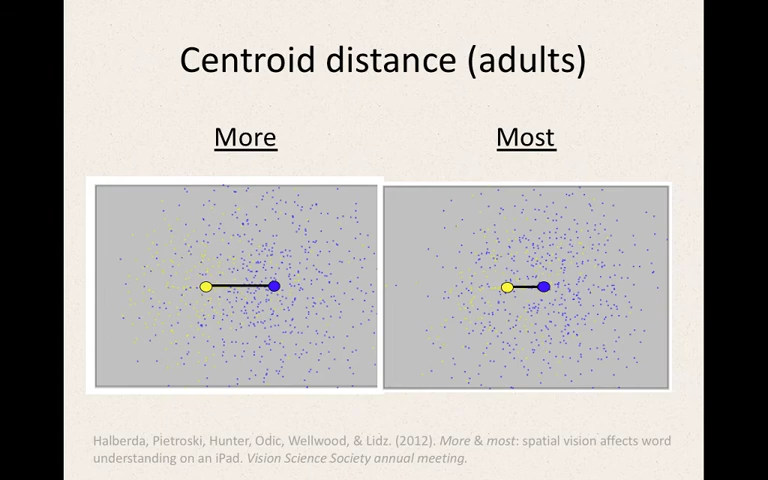 Centroid distance (adults)
More
Most
Halberda, Pietroski, Hunter, Odic, Wellwood, & Lidz. (2012). More & most: spatial vision affects word
understanding on an iPad. Vision Science Society annual meeting.